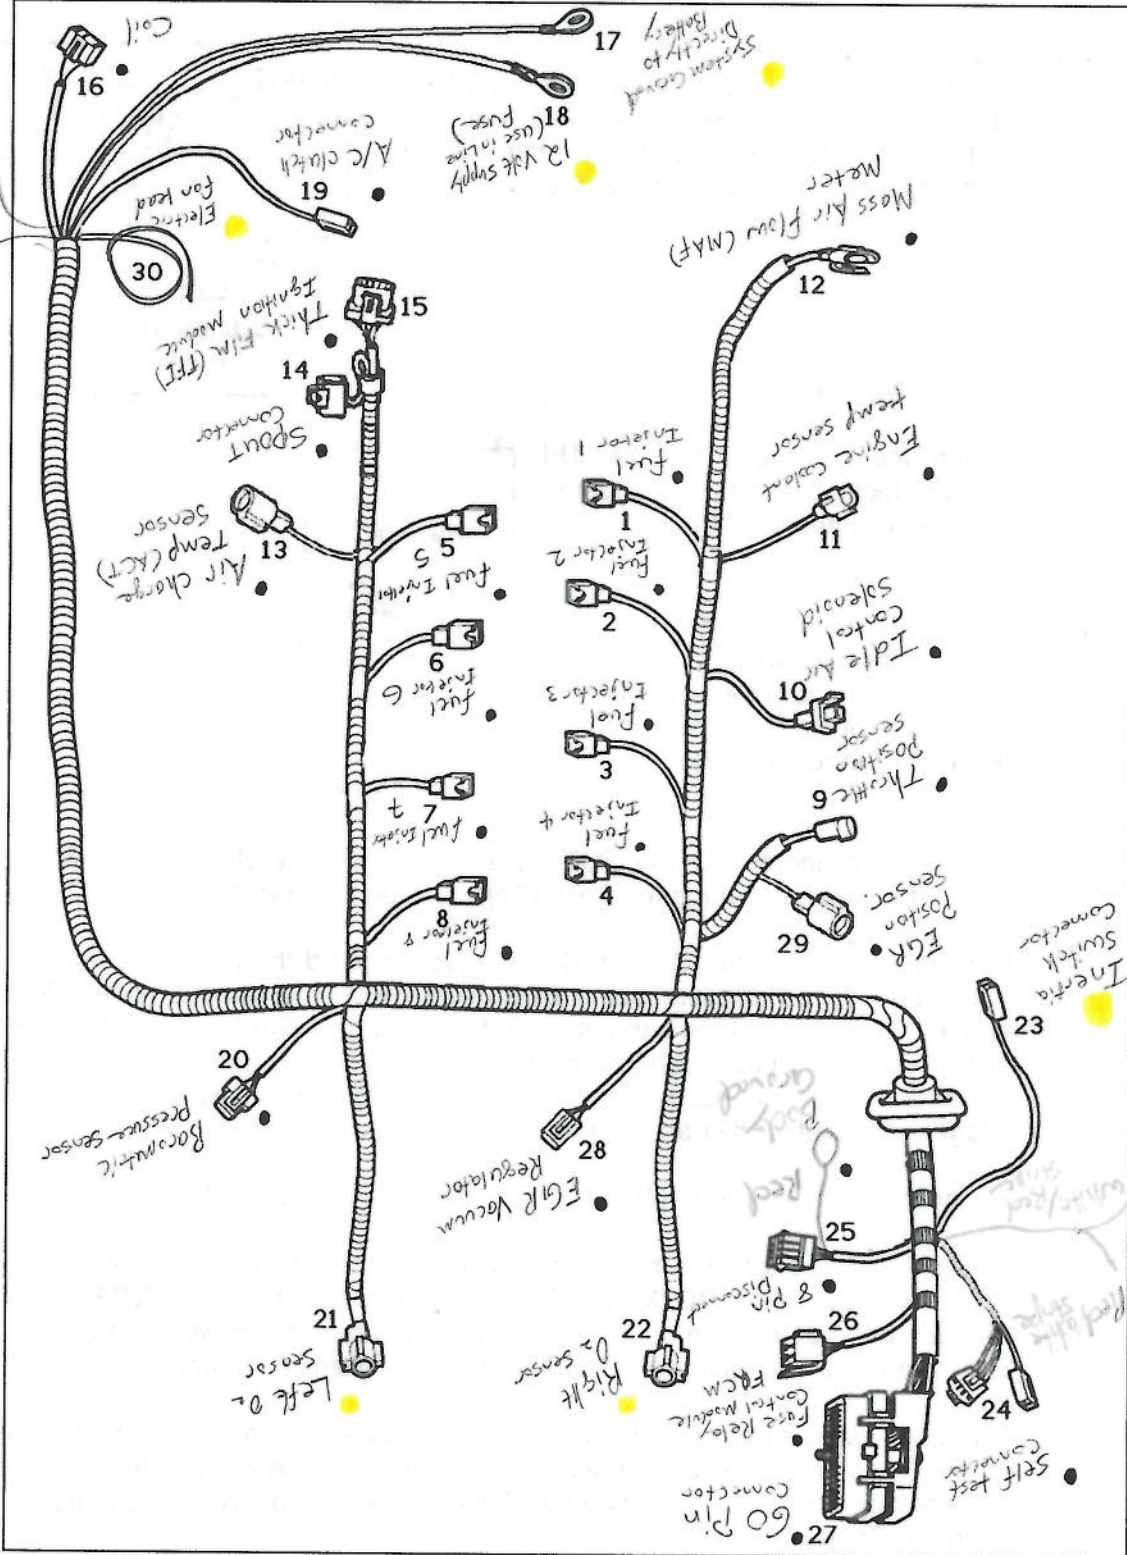 Coil
16
17
System Ground
Directly to
Battery
18
12 Volt Supply
(use in Line
Fuse)
A/C Clutch
Connector
19
Electric
Fan Lead
30
Mass Air Flow (MAF)
Meter
12
15
Thick Film (TFI)
Ignition Module
14
SPOUT
Conector
Fuel
Injector 1
1
Engine Coolant
temp sensor
11
13
Air charge
Temp (ACT)
Sensor
5
Fuel Injector
5
Fuel
Injector 2
2
Idle Air
Control
Solenoid
10
6
Fuel
Injector 6
Fuel
Injector 3
3
Throttle
Position
Sensor
9
7
Fuel Injector
7
Fuel
Injector 4
4
8
Fuel
Injector 8
29
EGR
Position
Sensor.
Inertia
Switch
Connector
23
20
Barometric
Pressure Sensor
28
EGR Vacuum
Regulator
Body
Ground
Red
White/Red
Stripe
25
8 Pin
Disconnect
26
Fuse Relay
Control Module
FRCM
21
Left O2
Sensor
22
Right
O2 Sensor
24
Self test
Connector
60 Pin
Connector
27